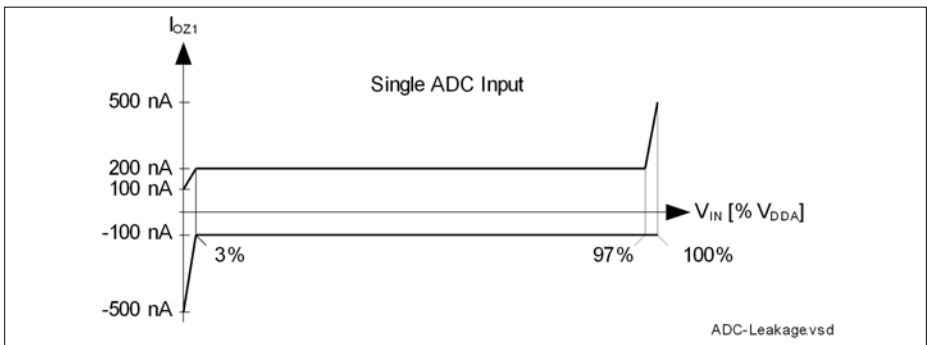 I_OZ1
Single ADC Input
500 nA
200 nA
100 nA
V_IN [% V_DDA]
-100 nA
3%
97%
100%
-500 nA
ADC-Leakage.vsd